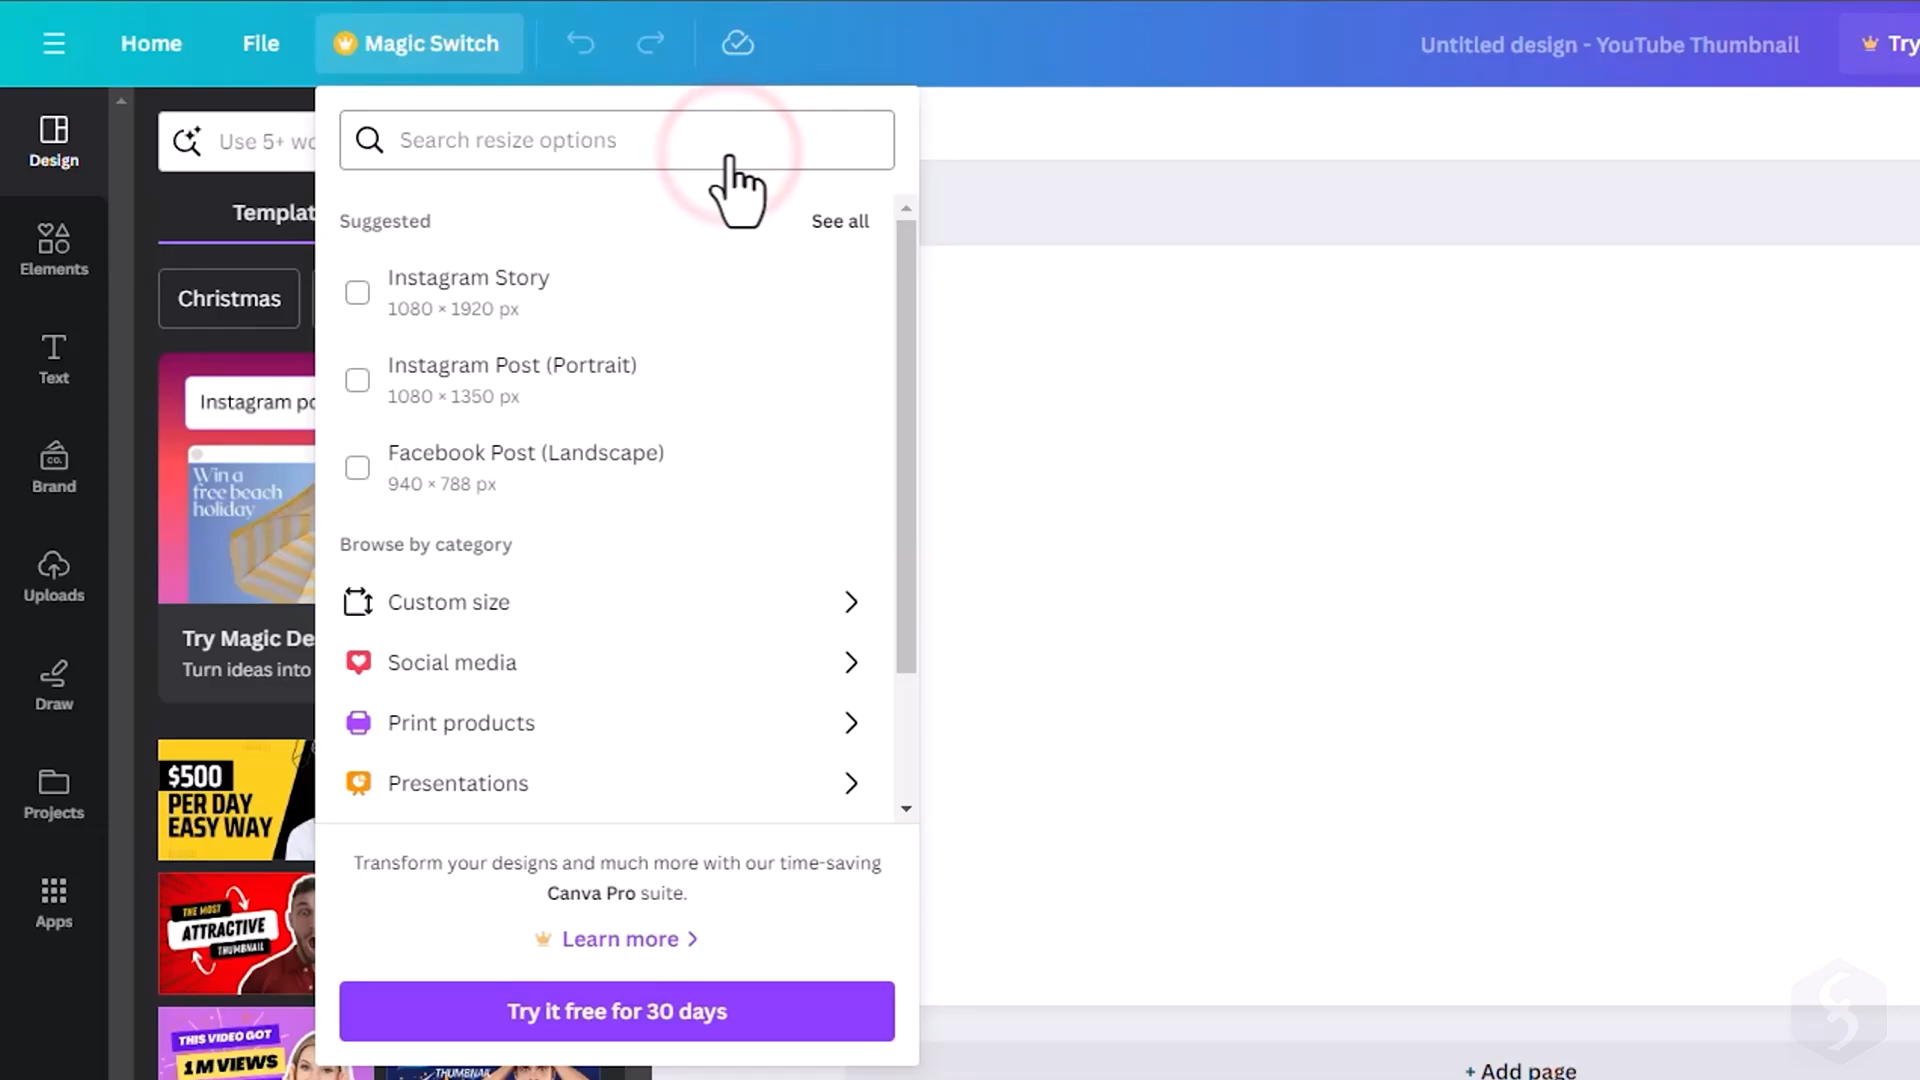 Home
File
Magic Switch
Untitled design - YouTube Thumbnail
Try
Design
Elements
Text
CO.
Brand
Uploads
Draw
Projects
Apps
Use 5+ wo
Templat
Christmas
Instagram po
Win a
free beach
holiday
Try Magic De
Turn ideas into
$500
PER DAY
EASY WAY
THE MOST
ATTRACTIVE
THUMBNAIL
THIS VIDEO GOT
1M VIEWS
THUMBNAIL
Search resize options
Suggested
See all
Instagram Story
1080 × 1920 px
Instagram Post (Portrait)
1080 × 1350 px
Facebook Post (Landscape)
940 × 788 px
Browse by category
Custom size
Social media
Print products
Presentations
Transform your designs and much more with our time-saving
Canva Pro suite.
Learn more
Try it free for 30 days
+ Add page